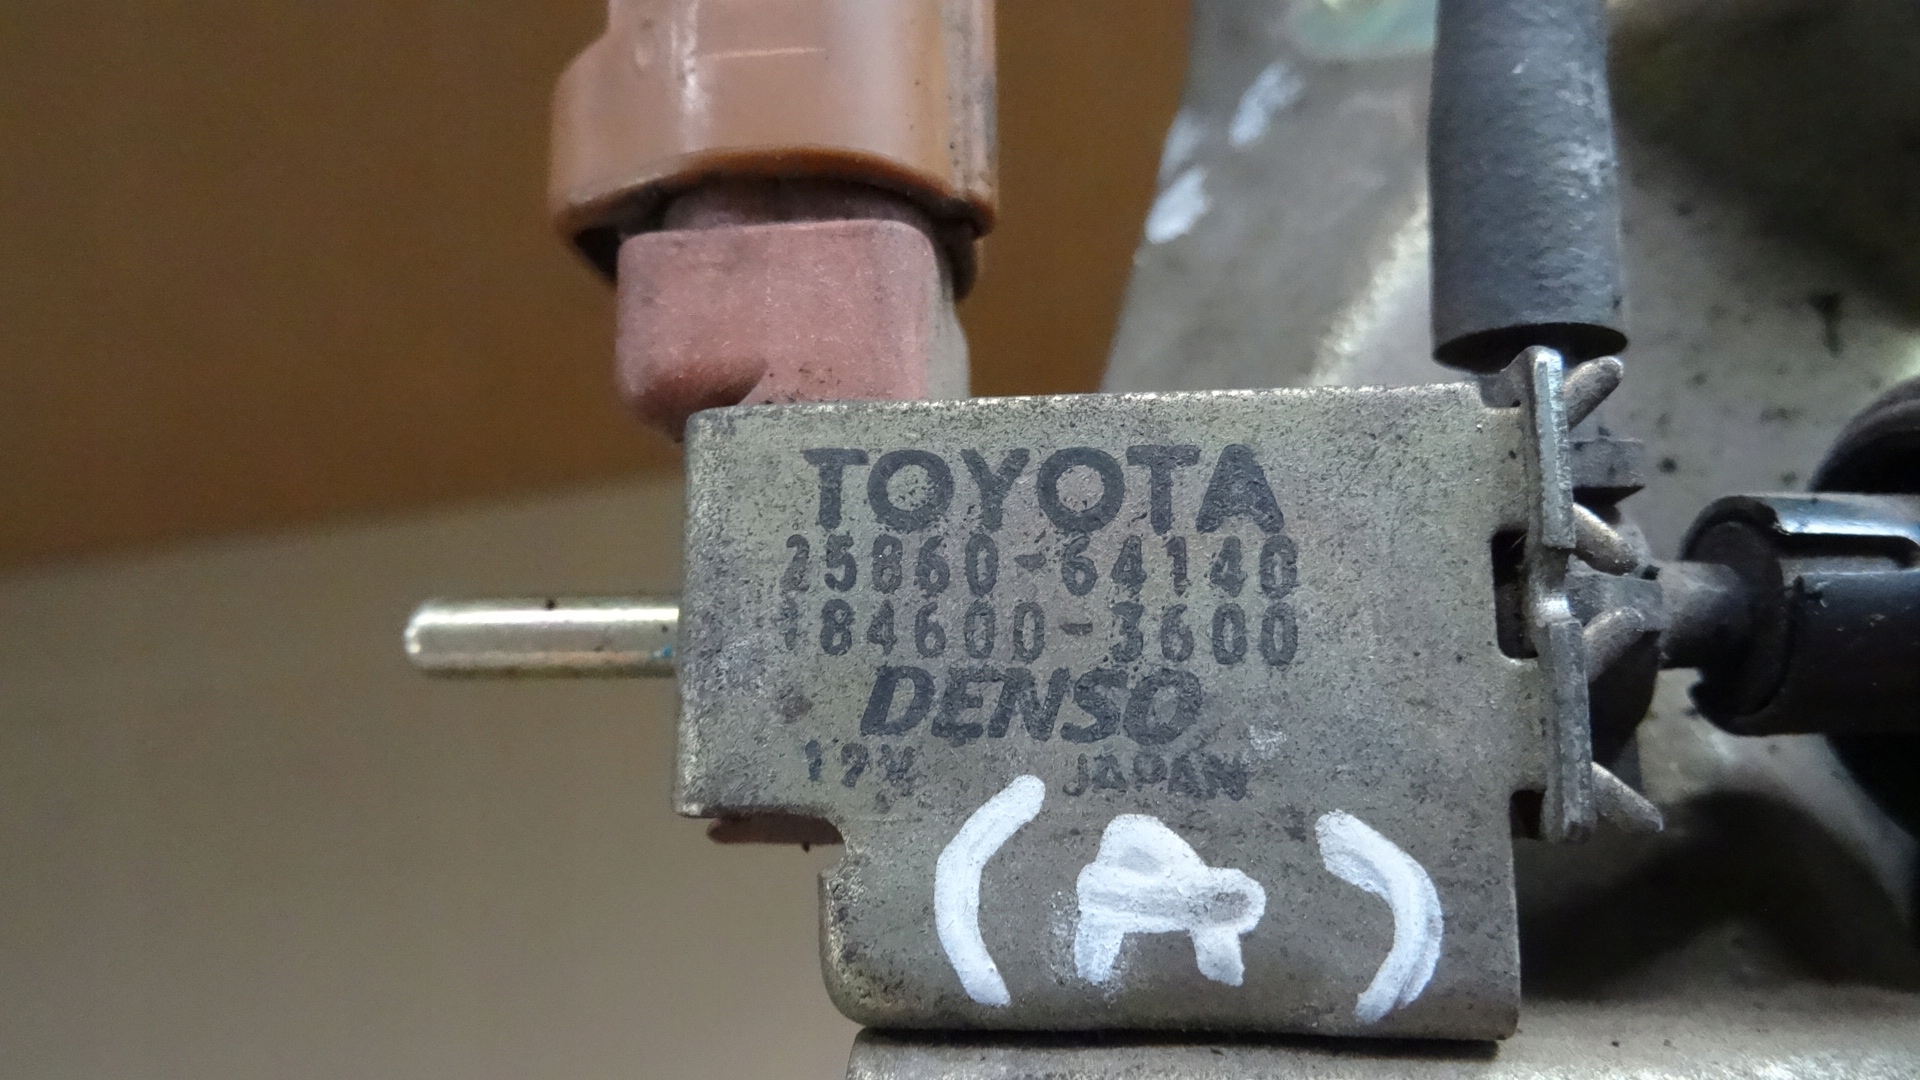 TOYOTA
25860-64140
184600-3600
DENSO
12V JAPAN
(A)